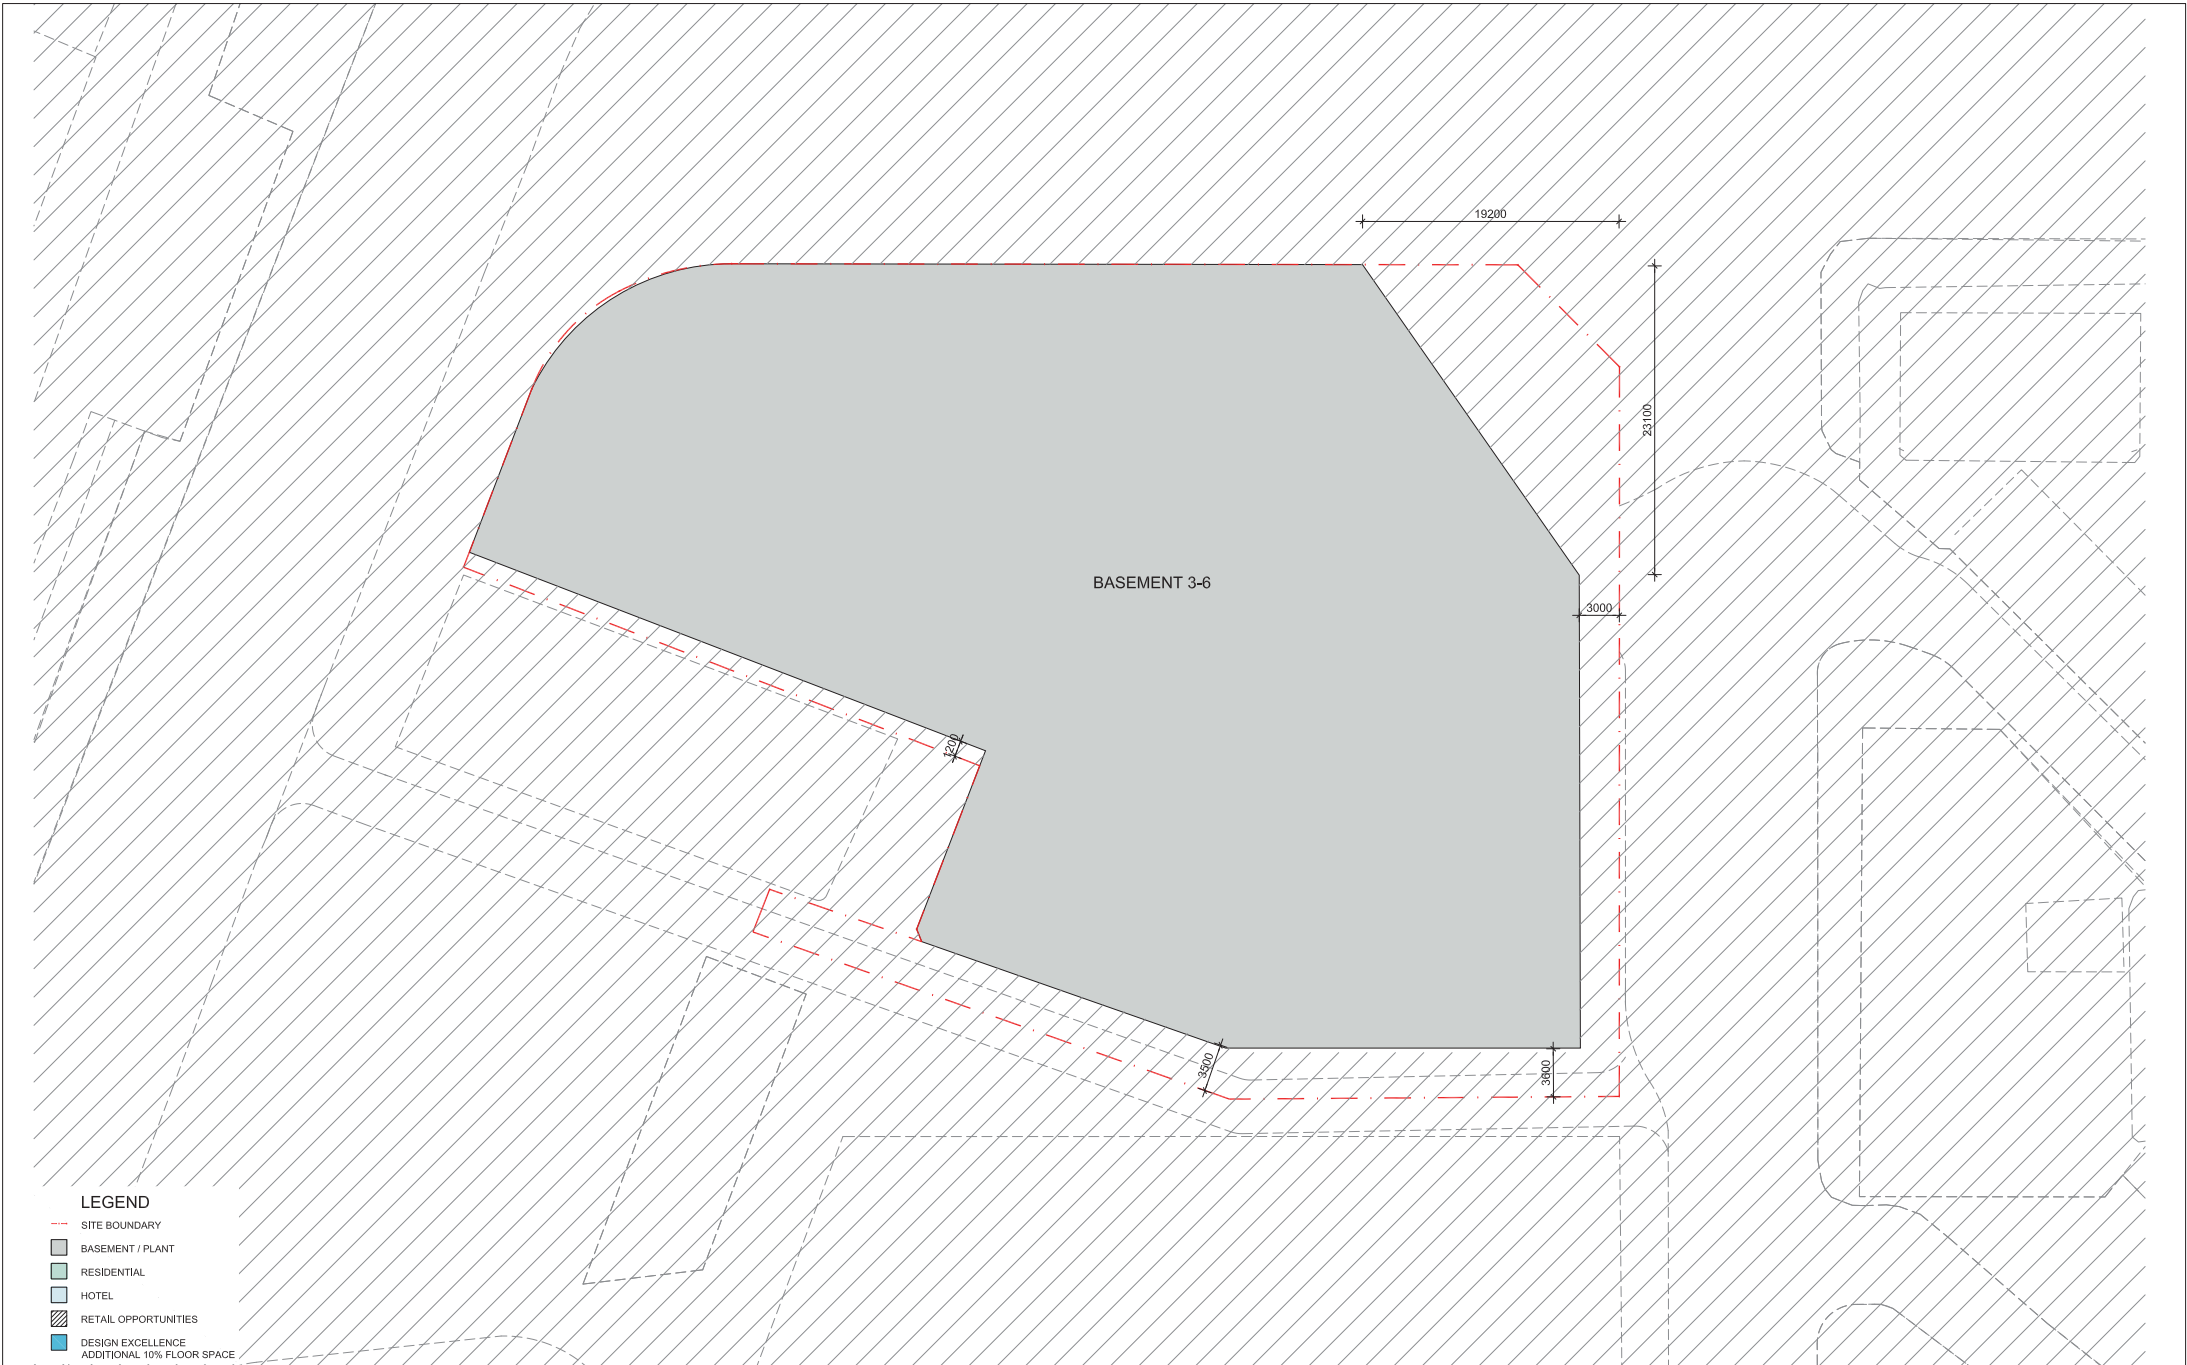 19200
23100
BASEMENT 3-6
3000
1200
3500
3600
LEGEND
SITE BOUNDARY
BASEMENT / PLANT
RESIDENTIAL
HOTEL
RETAIL OPPORTUNITIES
DESIGN EXCELLENCE
ADDITIONAL 10% FLOOR SPACE